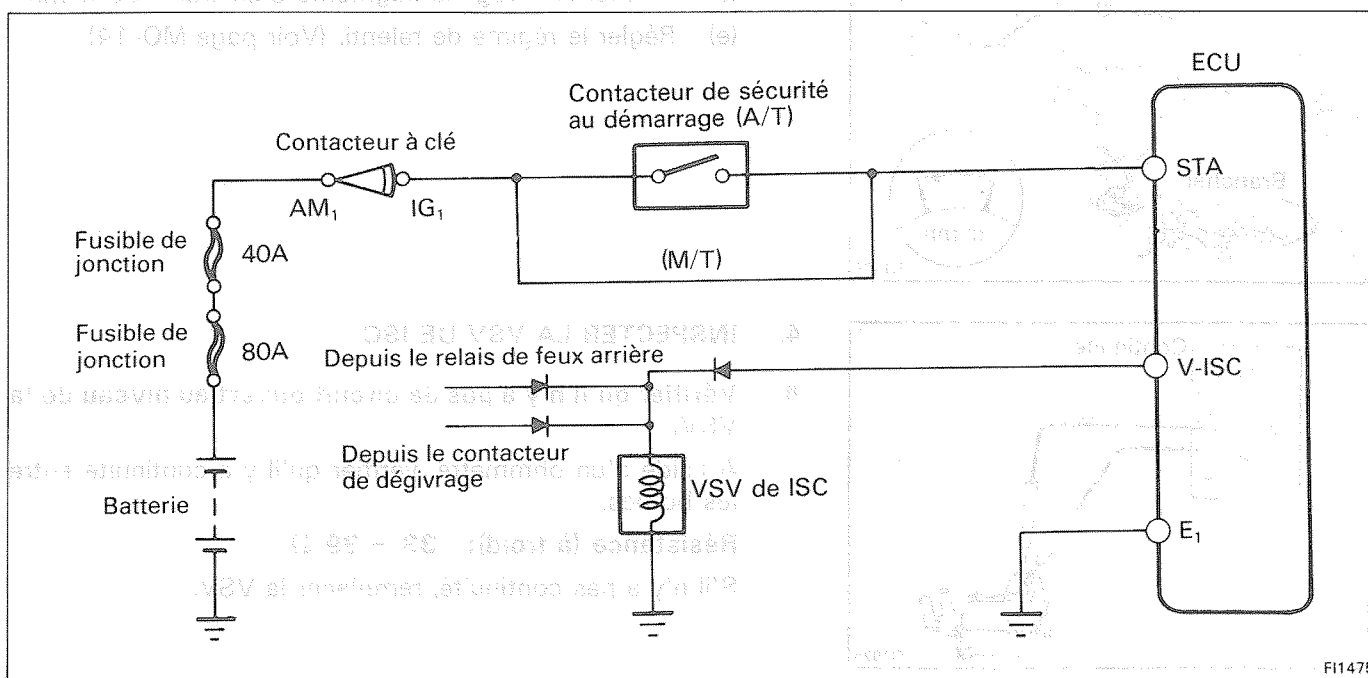 (e) Régler le régime de relenti. (Voir page MO-14)
ECU
Contacteur de sécurité
au démarrage (A/T)
Contacteur à clé
STA
AM₁
IG₁
Fusible de
jonction
40A
(M/T)
Fusible de
jonction
80A
4. INSPECTER LA VSV DE ISC
Depuis le relais de feux arrière
V-ISC
Depuis le contacteur
de dégivrage
VSV de ISC
Batterie
E₁
Résistance (à froid):
S'il n'y a pas continuité, remplacer la VSV.
FI1475